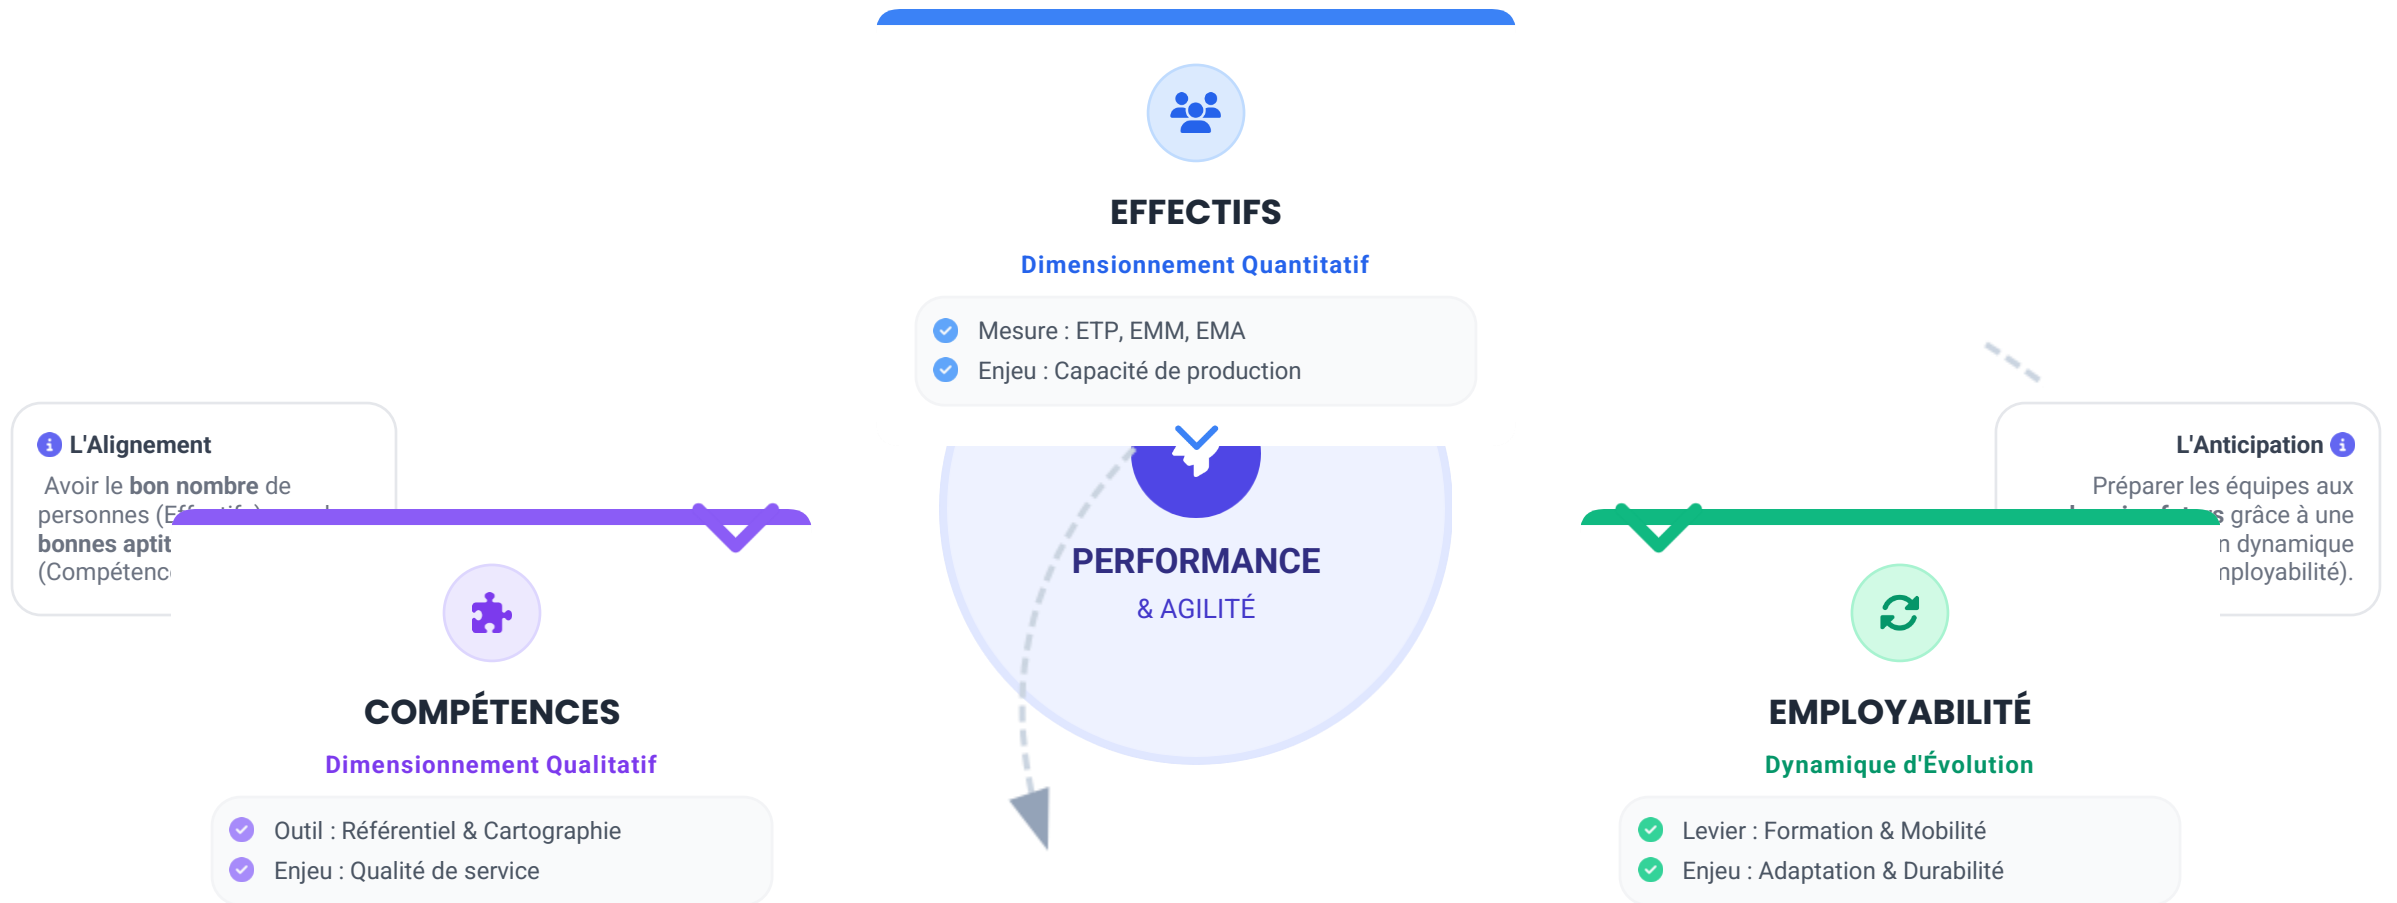 EFFECTIFS
Dimensionnement Quantitatif
Mesure : ETP, EMM, EMA
Enjeu : Capacité de production
L'Alignement
Avoir le bon nombre de
personnes
bonnes
L'Anticipation
Préparer les équipes aux
grâce à une
dynamique
PERFORMANCE
& AGILITÉ
COMPÉTENCES
Dimensionnement Qualitatif
Outil : Référentiel & Cartographie
Enjeu : Qualité de service
EMPLOYABILITÉ
Dynamique d'Évolution
Levier : Formation & Mobilité
Enjeu : Adaptation & Durabilité